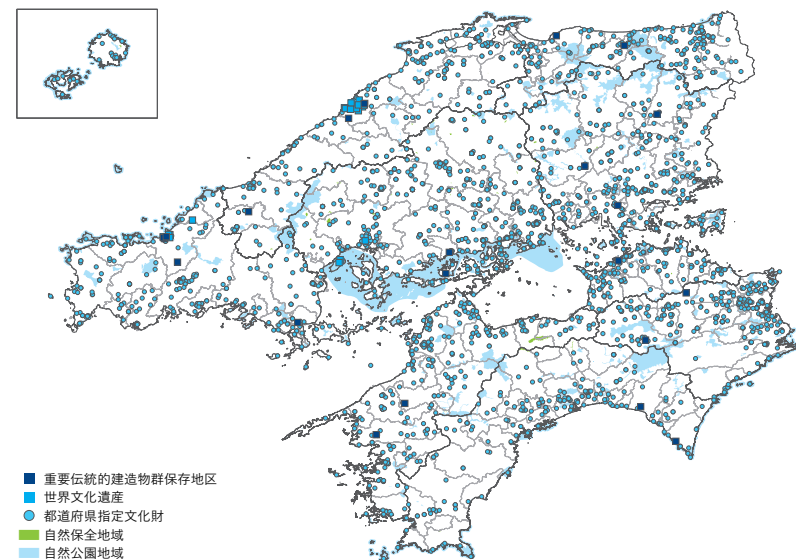 重要伝統的建造物群保存地区
世界文化遺産
都道府県指定文化財
自然保全地域
自然公園地域